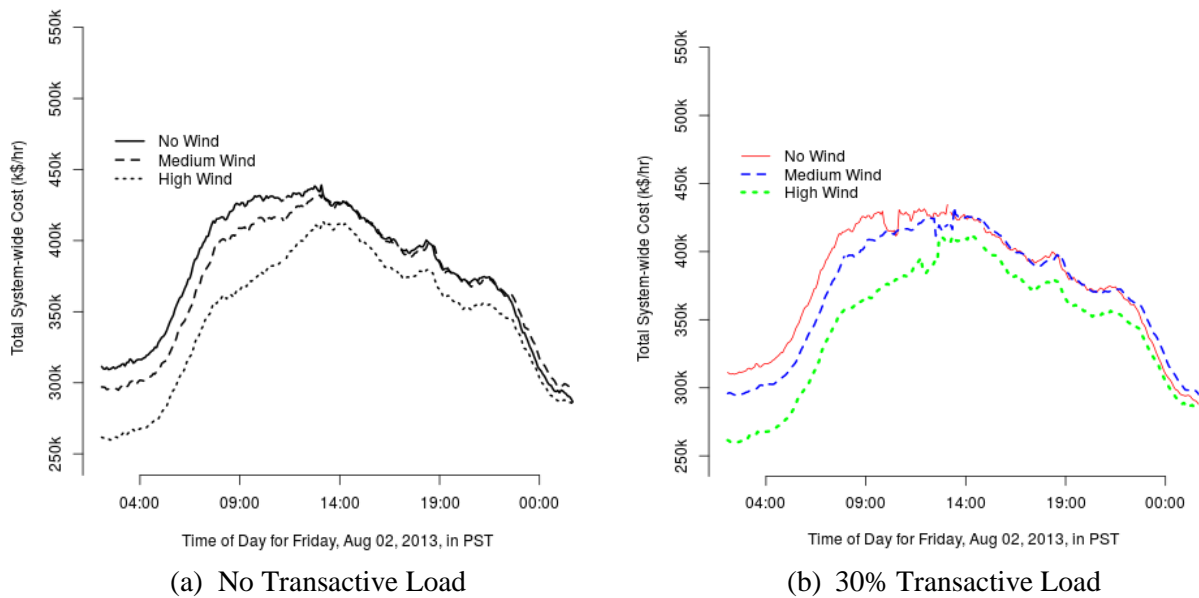 Total System-wide Cost (k$/hr)
550k
500k
450k
400k
350k
300k
250k
No Wind
Medium Wind
High Wind
04:00 09:00 14:00 19:00 00:00
Time of Day for Friday, Aug 02, 2013, in PST
(a) No Transactive Load
Total System-wide Cost (k$/hr)
550k
500k
450k
400k
350k
300k
250k
No Wind
Medium Wind
High Wind
04:00 09:00 14:00 19:00 00:00
Time of Day for Friday, Aug 02, 2013, in PST
(b) 30% Transactive Load